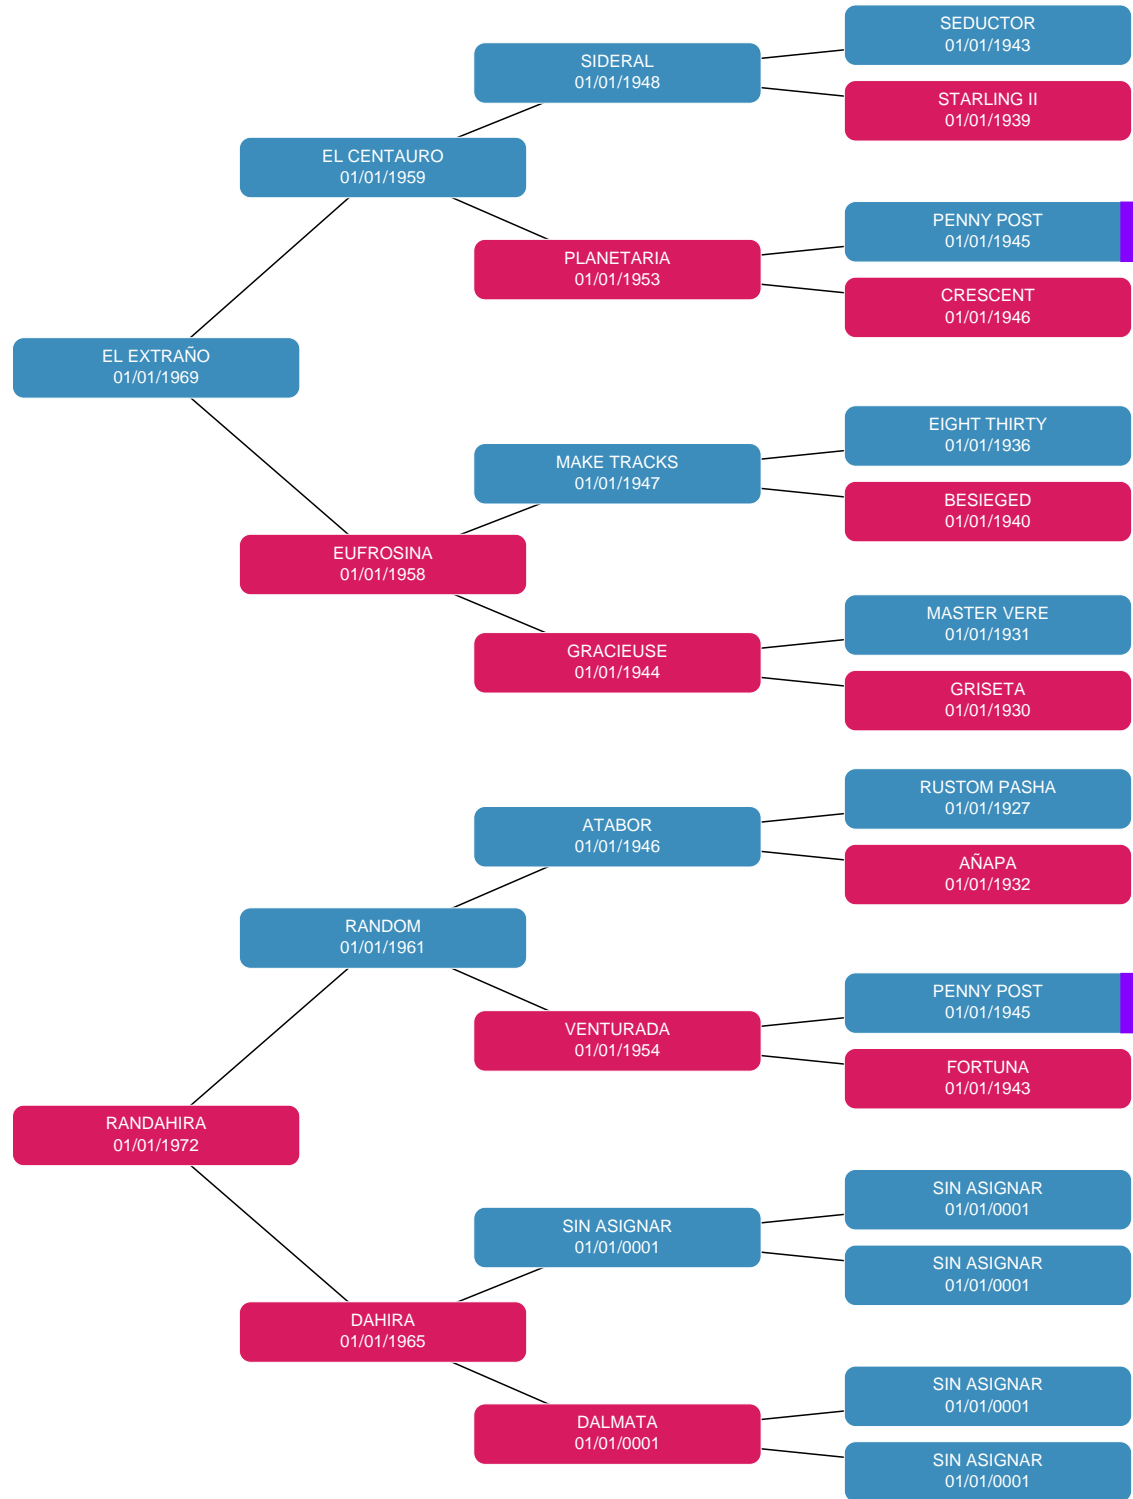 SEDUCTOR
01/01/1943
SIDERAL
01/01/1948
STARLING II
01/01/1939
EL CENTAURO
01/01/1959
PENNY POST
01/01/1945
PLANETARIA
01/01/1953
CRESCENT
01/01/1946
EL EXTRAÑO
01/01/1969
EIGHT THIRTY
01/01/1936
MAKE TRACKS
01/01/1947
BESIEGED
01/01/1940
EUFROSINA
01/01/1958
MASTER VERE
01/01/1931
GRACIEUSE
01/01/1944
GRISETA
01/01/1930
RUSTOM PASHA
01/01/1927
ATABOR
01/01/1946
AÑAPA
01/01/1932
RANDOM
01/01/1961
PENNY POST
01/01/1945
VENTURADA
01/01/1954
FORTUNA
01/01/1943
RANDAHIRA
01/01/1972
SIN ASIGNAR
01/01/0001
SIN ASIGNAR
01/01/0001
SIN ASIGNAR
01/01/0001
DAHIRA
01/01/1965
SIN ASIGNAR
01/01/0001
DALMATA
01/01/0001
SIN ASIGNAR
01/01/0001